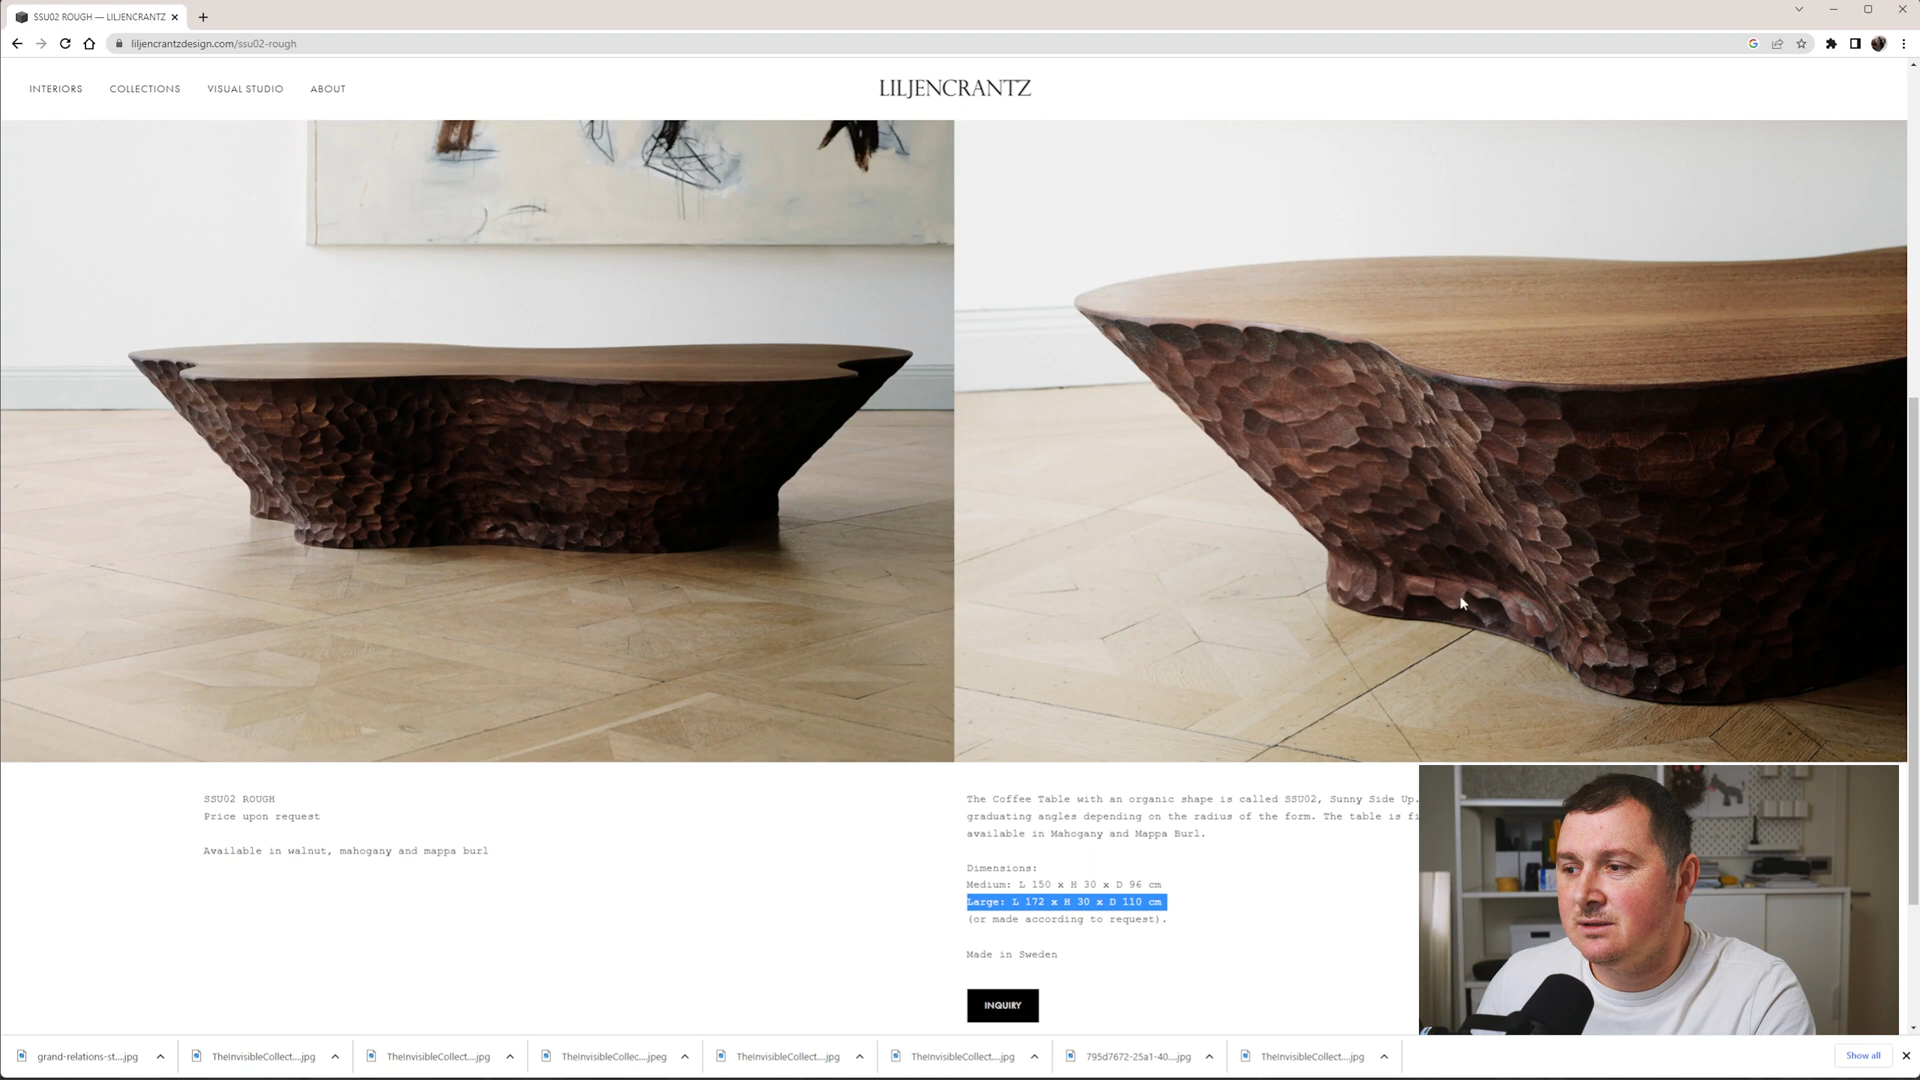 SSU02 ROUGH — LILJENCRANTZ
liljencrantzdesign.com/ssu02-rough
INTERIORS COLLECTIONS VISUAL STUDIO ABOUT
LILJENCRANTZ
SSU02 ROUGH
Price upon request
Available in walnut, mahogany and mappa burl
The Coffee Table with an organic shape is called SSU02, Sunny Side Up.
graduating angles depending on the radius of the form. The table is fi
available in Mahogany and Mappa Burl.
Dimensions:
Medium: L 150 x H 30 x D 96 cm
Large: L 172 x H 30 x D 110 cm
(or made according to request).
Made in Sweden
INQUIRY
grand-relations-st....jpg TheInvisibleCollect....jpg TheInvisibleCollect....jpg TheInvisibleCollec....jpeg TheInvisibleCollect....jpg TheInvisibleCollect....jpg 795d7672-25a1-40....jpg TheInvisibleCollect....jpg Show all